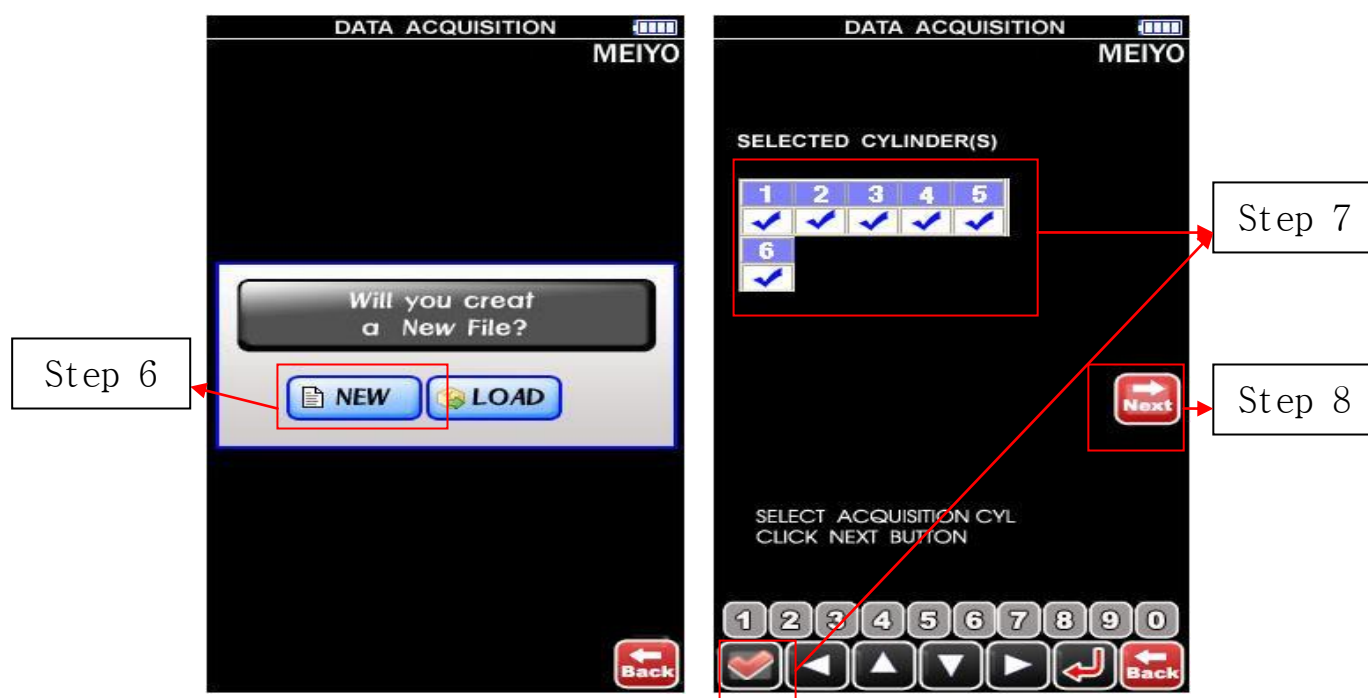 DATA ACQUISITION
MEIYO
Will you creat
a New File?
NEW
LOAD
Back
Step 6
DATA ACQUISITION
MEIYO
SELECTED CYLINDER(S)
1 2 3 4 5
6
Next
SELECT ACQUISITION CYL
CLICK NEXT BUTTON
1 2 3 4 5 6 7 8 9 0
Back
Step 7
Step 8